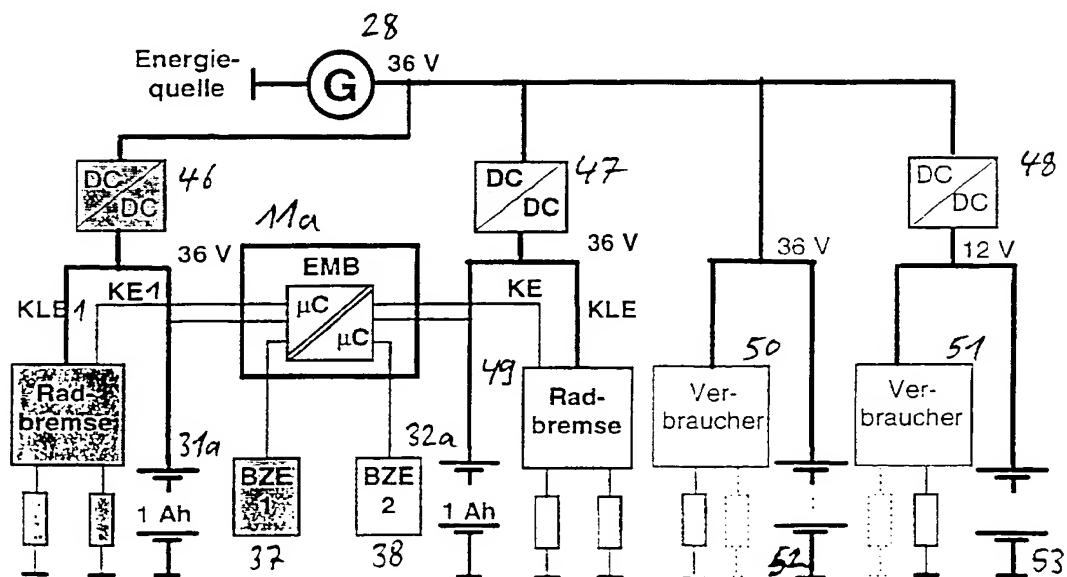 28
Energie-
quelle
G
36 V
DC
DC
46
DC
DC
47
DC
DC
48
11a
36 V
EMB
36 V
36 V
12 V
KLB1
KE1
µC
µC
KE
KLE
Rad-
bremse
49
Rad-
bremse
50
Ver-
braucher
51
Ver-
braucher
31a
BZE
1
BZE
2
32a
1 Ah
1 Ah
37
38
52
53